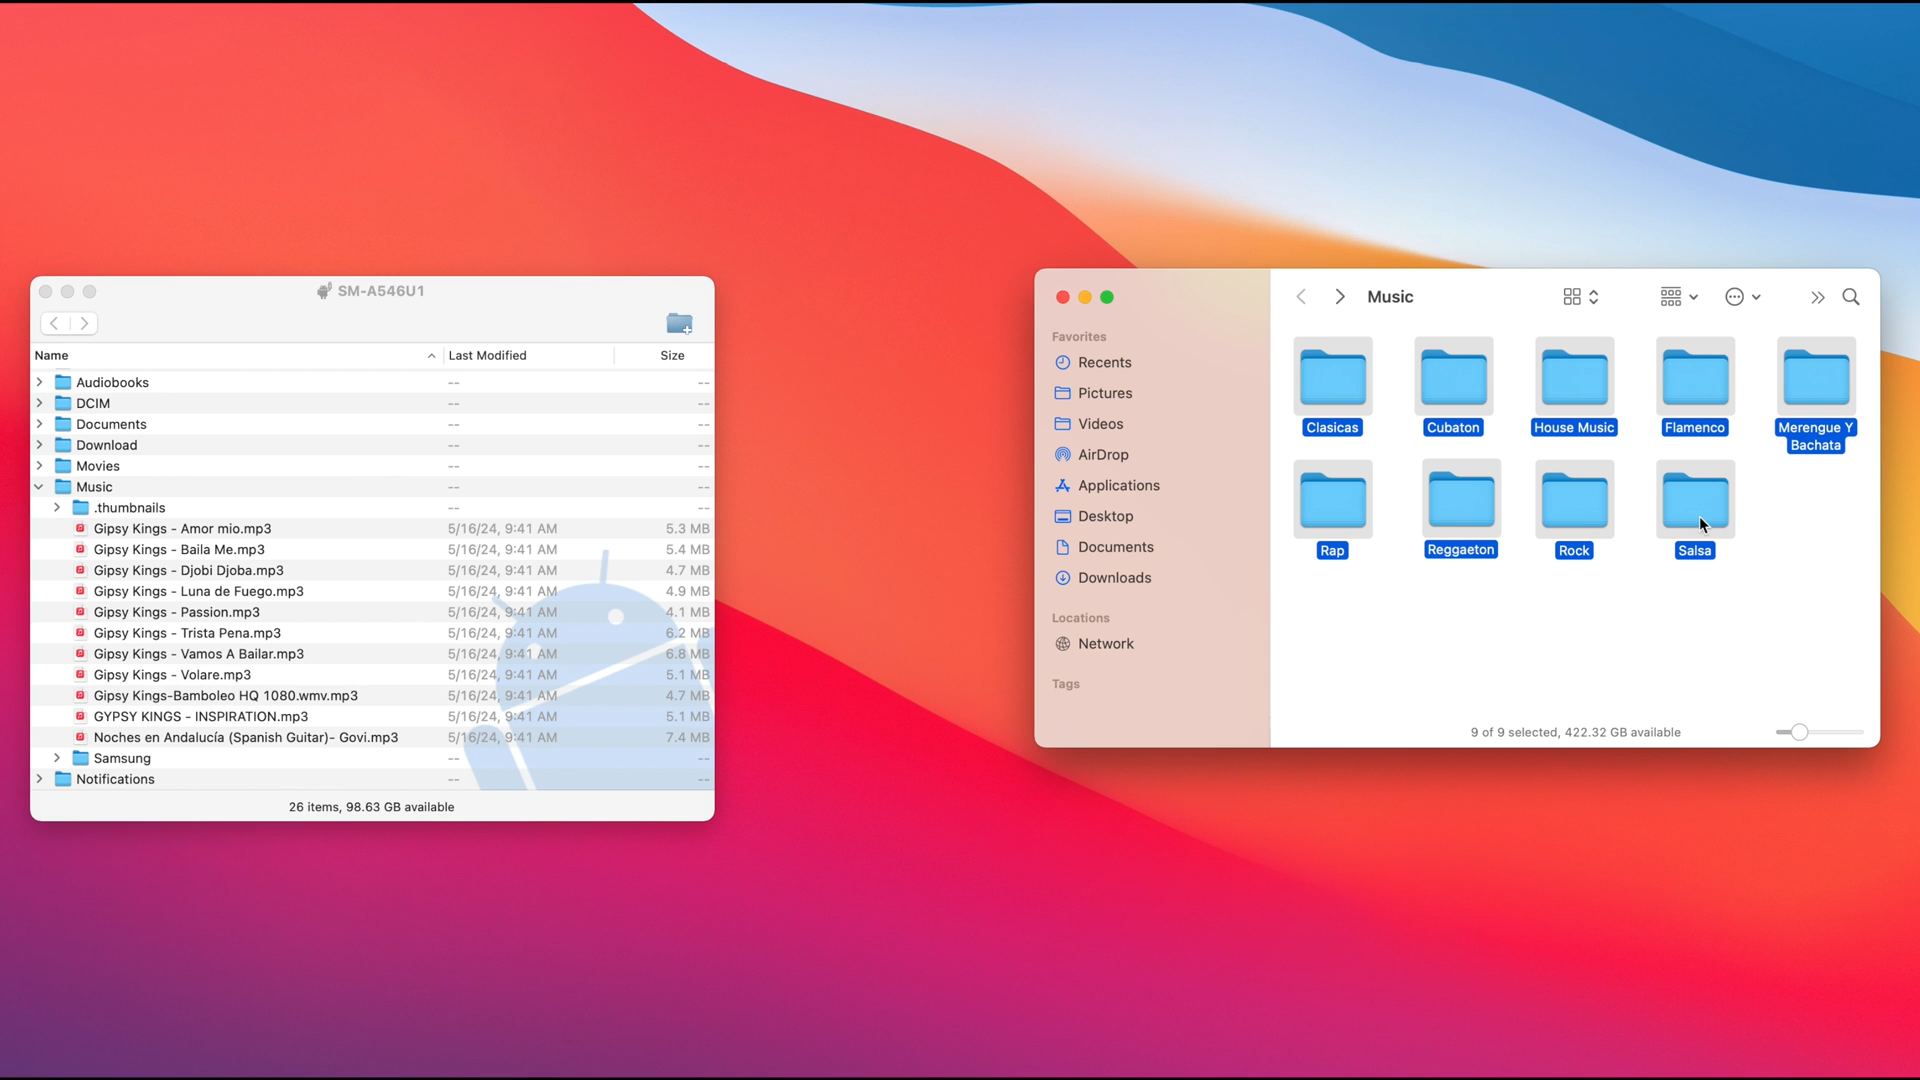 SM-A546U1
Name Last Modified Size
Audiobooks -- --
DCIM -- --
Documents -- --
Download -- --
Movies -- --
Music -- --
.thumbnails -- --
Gipsy Kings - Amor mio.mp3 5/16/24, 9:41 AM 5.3 MB
Gipsy Kings - Baila Me.mp3 5/16/24, 9:41 AM 5.4 MB
Gipsy Kings - Djobi Djoba.mp3 5/16/24, 9:41 AM 4.7 MB
Gipsy Kings - Luna de Fuego.mp3 5/16/24, 9:41 AM 4.9 MB
Gipsy Kings - Passion.mp3 5/16/24, 9:41 AM 4.1 MB
Gipsy Kings - Trista Pena.mp3 5/16/24, 9:41 AM 6.2 MB
Gipsy Kings - Vamos A Bailar.mp3 5/16/24, 9:41 AM 6.8 MB
Gipsy Kings - Volare.mp3 5/16/24, 9:41 AM 5.1 MB
Gipsy Kings-Bamboleo HQ 1080.wmv.mp3 5/16/24, 9:41 AM 4.7 MB
GYPSY KINGS - INSPIRATION.mp3 5/16/24, 9:41 AM 5.1 MB
Noches en Andalucía (Spanish Guitar)- Govi.mp3 5/16/24, 9:41 AM 7.4 MB
Samsung -- --
Notifications -- --
26 items, 98.63 GB available
Music
Favorites
Recents
Pictures
Videos
AirDrop
Applications
Desktop
Documents
Downloads
Locations
Network
Tags
Clasicas Cubaton House Music Flamenco Merengue Y
Bachata
Rap Reggaeton Rock Salsa
9 of 9 selected, 422.32 GB available